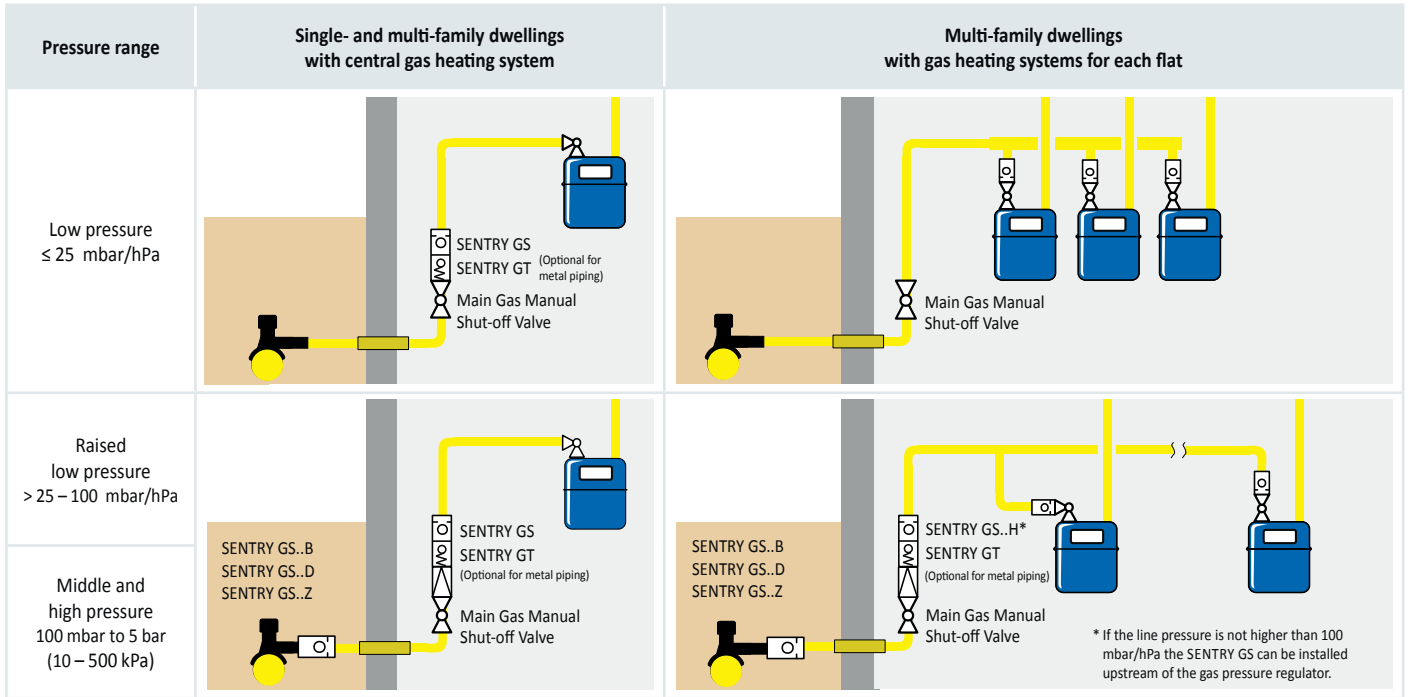 Pressure range
Single- and multi-family dwellings
with central gas heating system
Multi-family dwellings
with gas heating systems for each flat
Low pressure
≤ 25 mbar/hPa
SENTRY GS
SENTRY GT (Optional for
metal piping)
Main Gas Manual
Shut-off Valve
Main Gas Manual
Shut-off Valve
Raised
low pressure
> 25 – 100 mbar/hPa
Middle and
high pressure
100 mbar to 5 bar
(10 – 500 kPa)
SENTRY GS..B
SENTRY GS..D
SENTRY GS..Z
SENTRY GS
SENTRY GT
(Optional for metal piping)
Main Gas Manual
Shut-off Valve
SENTRY GS..B
SENTRY GS..D
SENTRY GS..Z
SENTRY GS..H*
SENTRY GT
(Optional for metal piping)
Main Gas Manual
Shut-off Valve
* If the line pressure is not higher than 100
mbar/hPa the SENTRY GS can be installed
upstream of the gas pressure regulator.